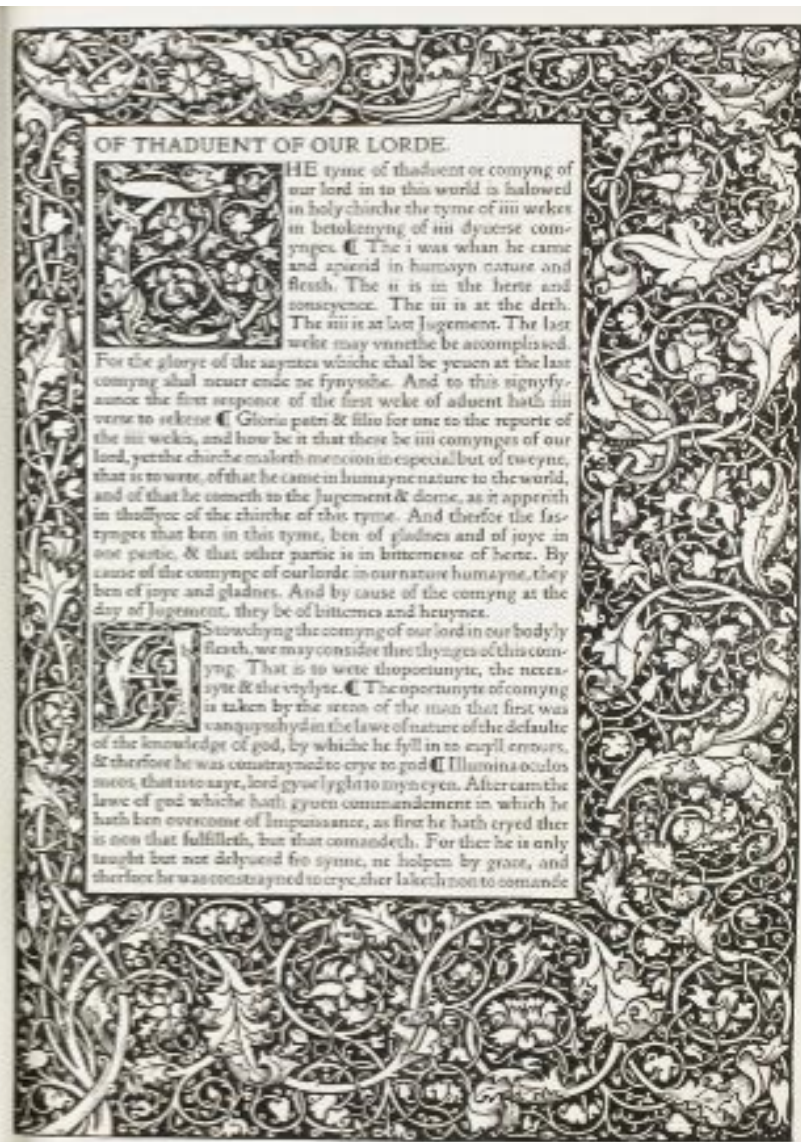 OF THADUENT OF OUR LORDE.
THE tyme of thaduent or comyng of
our lord in to this world is halowed
in holy chirche the tyme of iiii wekes
in betokenyng of iiii dyuerse com-
ynges. ❡ The i was whan he came
and apierid in humayn nature and
flessh. The ii is in the herte and
conscyence. The iii is at the deth.
The iiii is at last Jugement. The last
weke may vnnethe be accomplissed.
For the glorye of the sayntes whiche shal be yeuen at the last
comyng shal neuer ende ne fynysshe. And to this signyfy-
aunce the first responce of the first weke of aduent hath iiii
verse to rekene ❡ Gloria patri & filio for one to the reporte of
the iiii wekis, and how be it that there be iiii comynges of our
lord, yet the chirche maketh mencion in especial but of tweyne,
that is to wete, of that he came in humayne nature to the world,
and of that he cometh to the Jugement & dome, as it apperith
in thoffyce of the chirche of this tyme. And therfor the fas-
tynges that ben in this tyme, ben of gladnes and of joye in
one partie, & that other partie is in bitternesse of herte. By
cause of the comynge of our lorde in our nature humayne, they
ben of joye and gladnes. And by cause of the comyng at the
day of Jugement, they be of bitternes and heuynes.
AS towchyng the comyng of our lord in our bodyly
flessh, we may considere thre thynges of this com-
yng. That is to wete thoportunyte, the neces-
syte & the vtylyte. ❡ The oportunyte of comyng
is taken by the reson of the man that first was
vanquysshyd in the lawe of nature of the defaulte
of the knowledge of god, by whiche he fyll in to euyll errours,
& therfore he was constrayned to crye to god ❡ Illumina oculos
meos, that is to saye, lord gyue lyght to myn eyen. After cam the
lawe of god whiche hath gyuen commandement in which he
hath ben overcome of Impuissance, as first he hath cryed ther
is non that fulfilleth, but that comandeth. For ther he is only
taught but not delyuerd fro synne, ne holpen by grace, and
therfore he was constrayned to crye, ther laketh non to comande